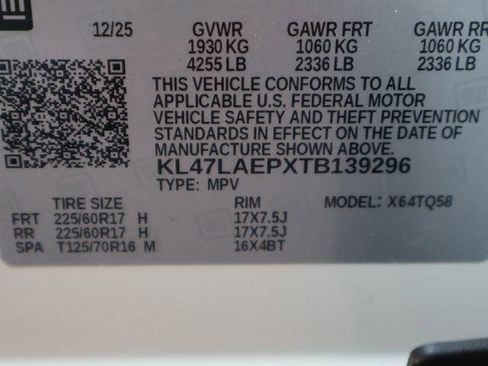 12/25 GVWR GAWR FRT GAWR RR
1930 KG 1060 KG 1060 KG
4255 LB 2336 LB 2336 LB
THIS VEHICLE CONFORMS TO ALL
APPLICABLE U.S. FEDERAL MOTOR
VEHICLE SAFETY AND THEFT PREVENTION
STANDARDS IN EFFECT ON THE DATE OF
MANUFACTURE SHOWN ABOVE.
KL47LAEPXTB139296
TYPE: MPV MODEL: X64TQ58
TIRE SIZE RIM
FRT 225/60R17 H 17X7.5J
RR 225/60R17 H 17X7.5J
SPA T125/70R16 M 16X4BT